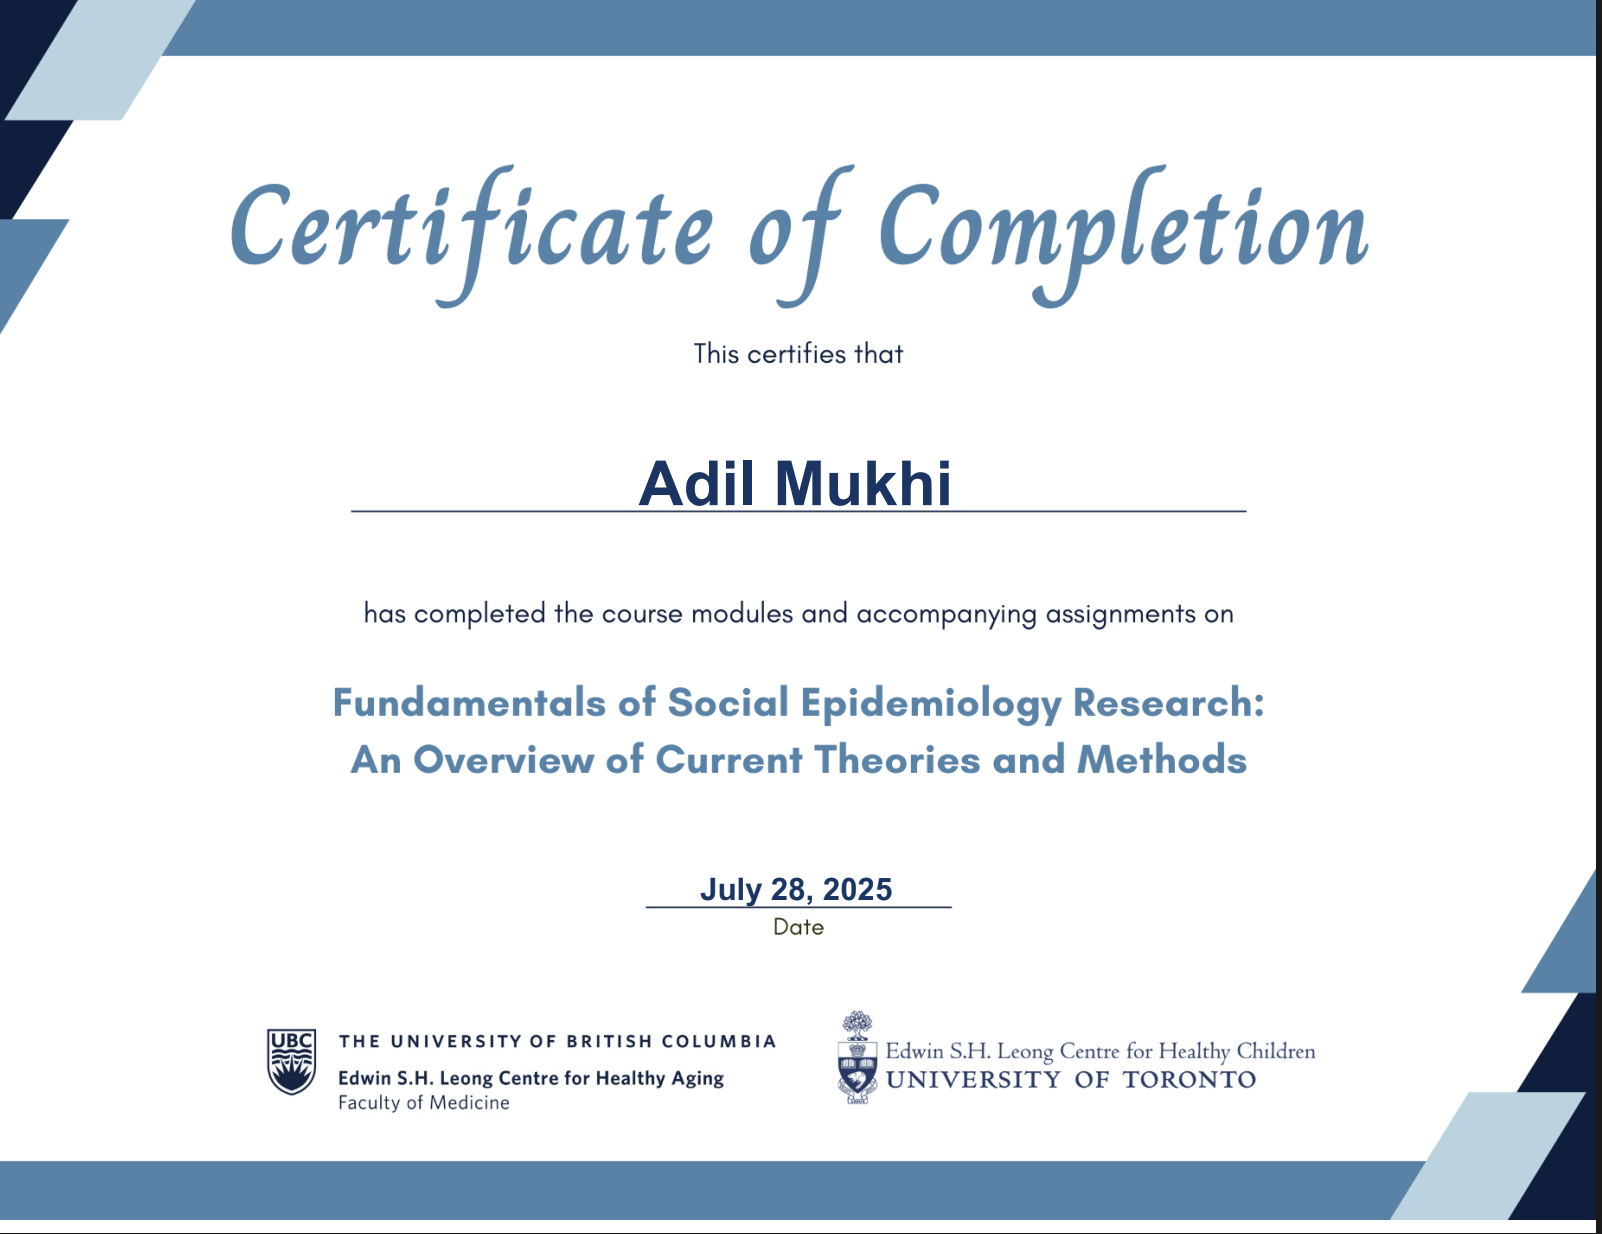 Certificate of Completion
This certifies that
Adil Mukhi
has completed the course modules and accompanying assignments on
Fundamentals of Social Epidemiology Research:
An Overview of Current Theories and Methods
July 28, 2025
Date
UBC
THE UNIVERSITY OF BRITISH COLUMBIA
Edwin S.H. Leong Centre for Healthy Aging
Faculty of Medicine
Edwin S.H. Leong Centre for Healthy Children
UNIVERSITY OF TORONTO